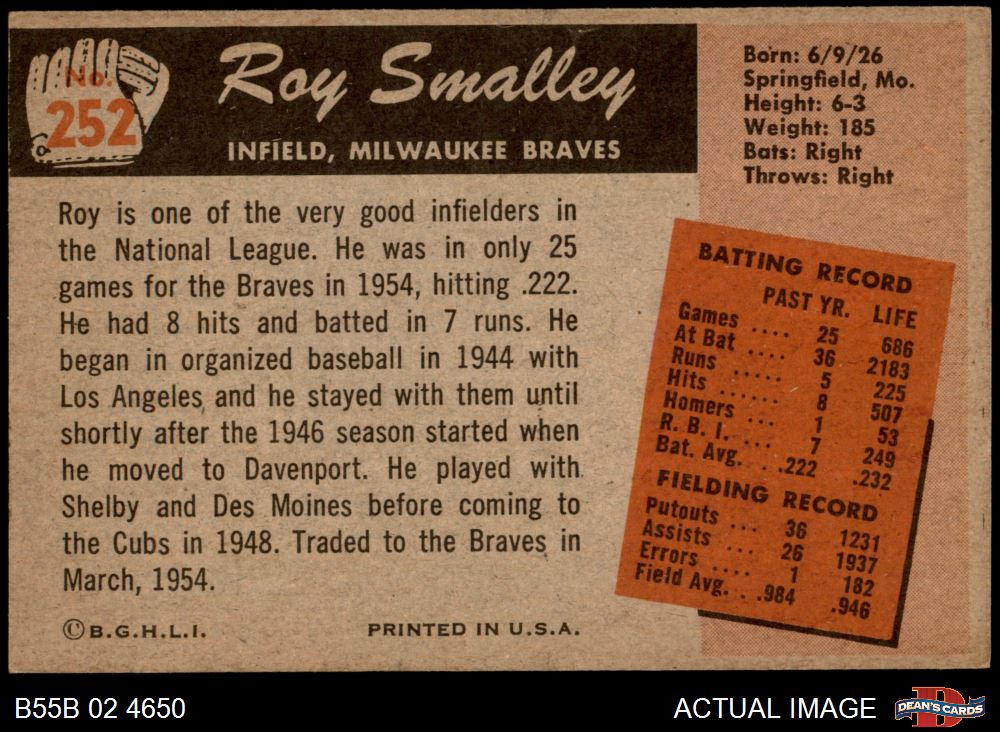 No.
252
Roy Smalley
INFIELD, MILWAUKEE BRAVES
Born: 6/9/26
Springfield, Mo.
Height: 6-3
Weight: 185
Bats: Right
Throws: Right
Roy is one of the very good infielders in
the National League. He was in only 25
games for the Braves in 1954, hitting .222.
He had 8 hits and batted in 7 runs. He
began in organized baseball in 1944 with
Los Angeles and he stayed with them until
shortly after the 1946 season started when
he moved to Davenport. He played with
Shelby and Des Moines before coming to
the Cubs in 1948. Traded to the Braves in
March, 1954.
BATTING RECORD
PAST YR. LIFE
Games .... 25 686
At Bat .... 36 2183
Runs ..... 5 225
Hits ...... 8 507
Homers ... 1 53
R. B. I. ... 7 249
Bat. Avg. . .222 .232
FIELDING RECORD
Putouts ... 36 1231
Assists ... 26 1937
Errors .... 1 182
Field Avg. . .984 .946
©B.G.H.L.I.
PRINTED IN U.S.A.
B55B 02 4650
ACTUAL IMAGE
D
DEAN'S CARDS